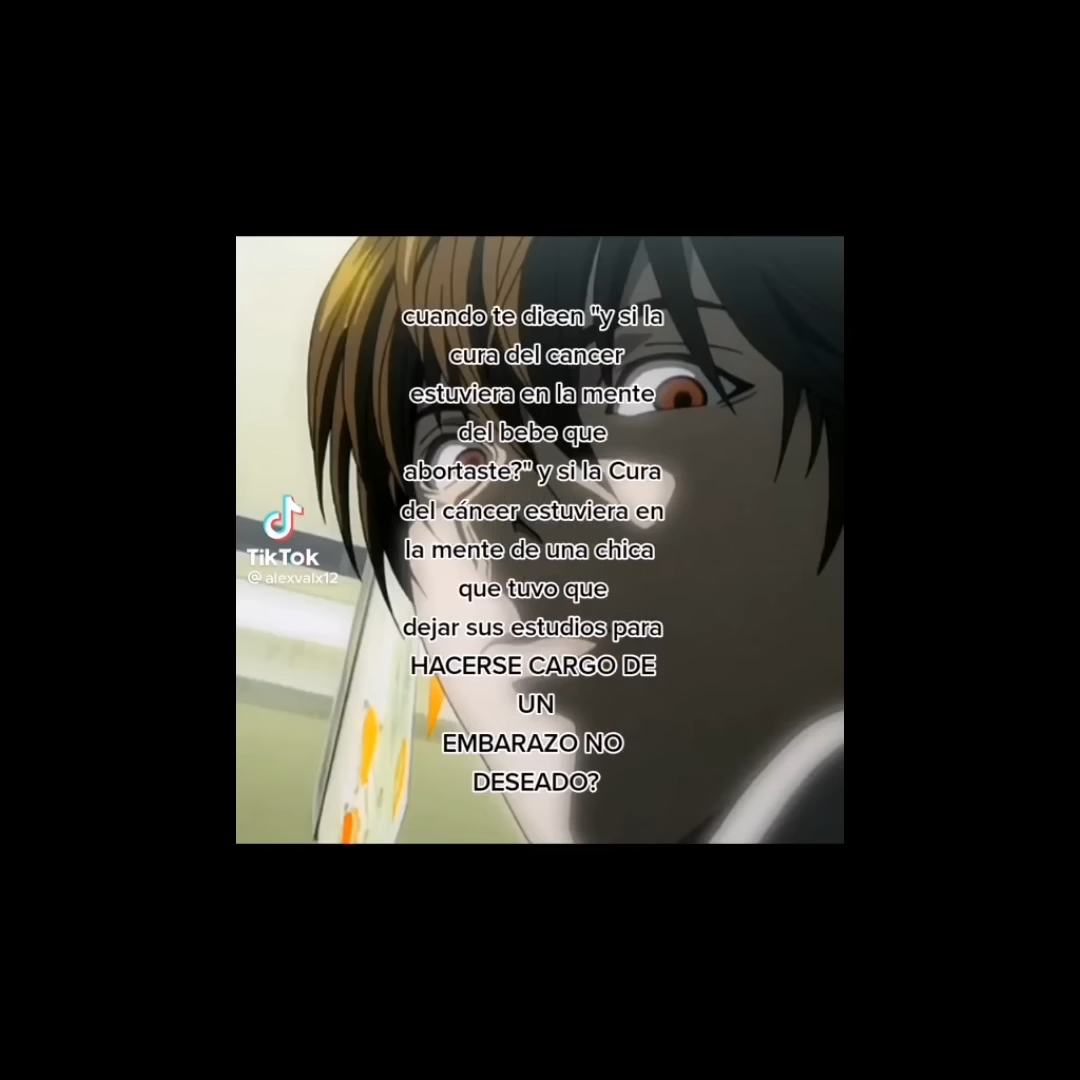 cuando te dicen "y si la
cura del cancer
estuviera en la mente
del bebe que
abortaste?" y si la Cura
del cáncer estuviera en
la mente de una chica
que tuvo que
dejar sus estudios para
HACERSE CARGO DE
UN
EMBARAZO NO
DESEADO?
TikTok
@alexvalx12